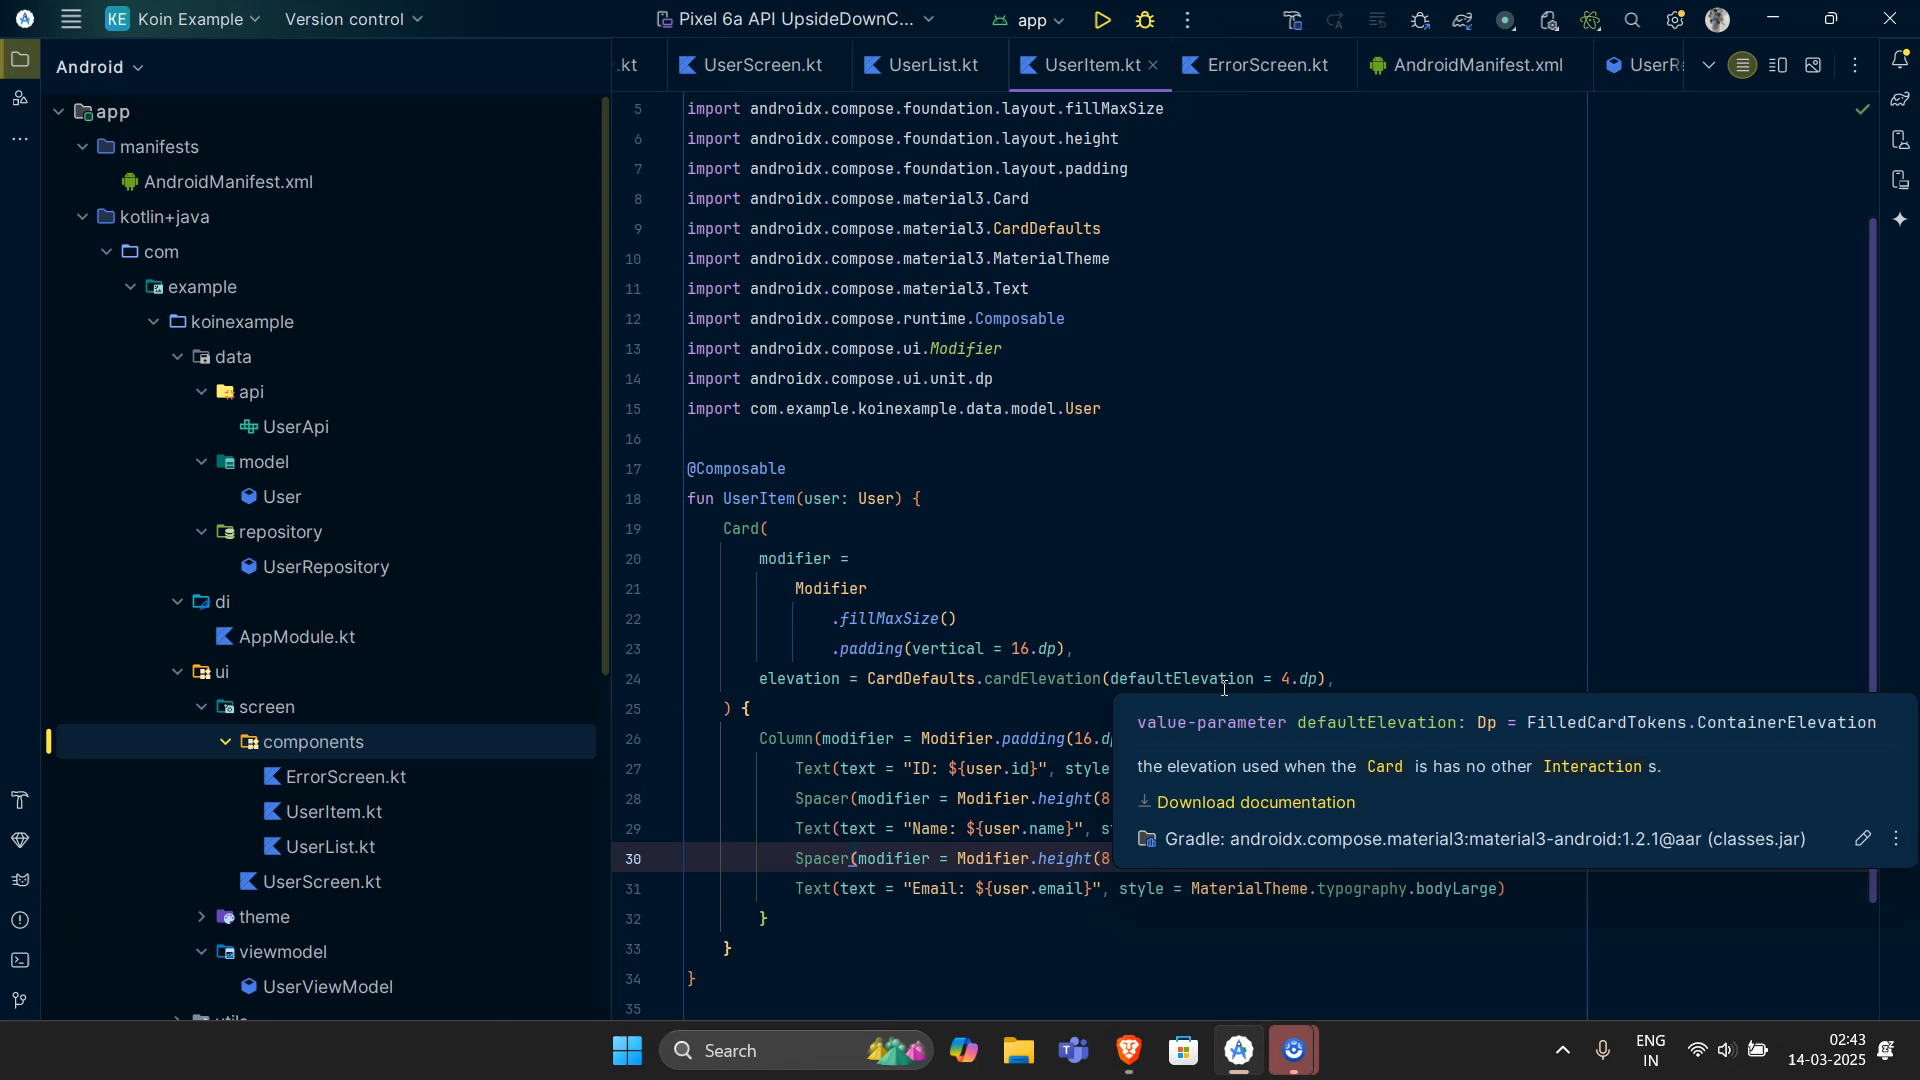 KE Koin Example
Version control
Pixel 6a API UpsideDownC...
app
Android
.kt
UserScreen.kt
UserList.kt
UserItem.kt
ErrorScreen.kt
AndroidManifest.xml
UserR
app
manifests
AndroidManifest.xml
kotlin+java
com
example
koinexample
data
api
UserApi
model
User
repository
UserRepository
di
AppModule.kt
ui
screen
components
ErrorScreen.kt
UserItem.kt
UserList.kt
UserScreen.kt
theme
viewmodel
UserViewModel
5 import androidx.compose.foundation.layout.fillMaxSize
6 import androidx.compose.foundation.layout.height
7 import androidx.compose.foundation.layout.padding
8 import androidx.compose.material3.Card
9 import androidx.compose.material3.CardDefaults
10 import androidx.compose.material3.MaterialTheme
11 import androidx.compose.material3.Text
12 import androidx.compose.runtime.Composable
13 import androidx.compose.ui.Modifier
14 import androidx.compose.ui.unit.dp
15 import com.example.koinexample.data.model.User
16
17 @Composable
18 fun UserItem(user: User) {
19 Card(
20 modifier =
21 Modifier
22 .fillMaxSize()
23 .padding(vertical = 16.dp),
24 elevation = CardDefaults.cardElevation(defaultElevation = 4.dp),
25 ) {
26 Column(modifier = Modifier.padding(16.d
27 Text(text = "ID: ${user.id}", style
28 Spacer(modifier = Modifier.height(8
29 Text(text = "Name: ${user.name}", s
30 Spacer(modifier = Modifier.height(8
31 Text(text = "Email: ${user.email}", style = MaterialTheme.typography.bodyLarge)
32 }
33 }
34 }
35
value-parameter defaultElevation: Dp = FilledCardTokens.ContainerElevation
the elevation used when the Card is has no other Interaction s.
Download documentation
Gradle: androidx.compose.material3:material3-android:1.2.1@aar (classes.jar)
Search
ENG
IN
02:43
14-03-2025